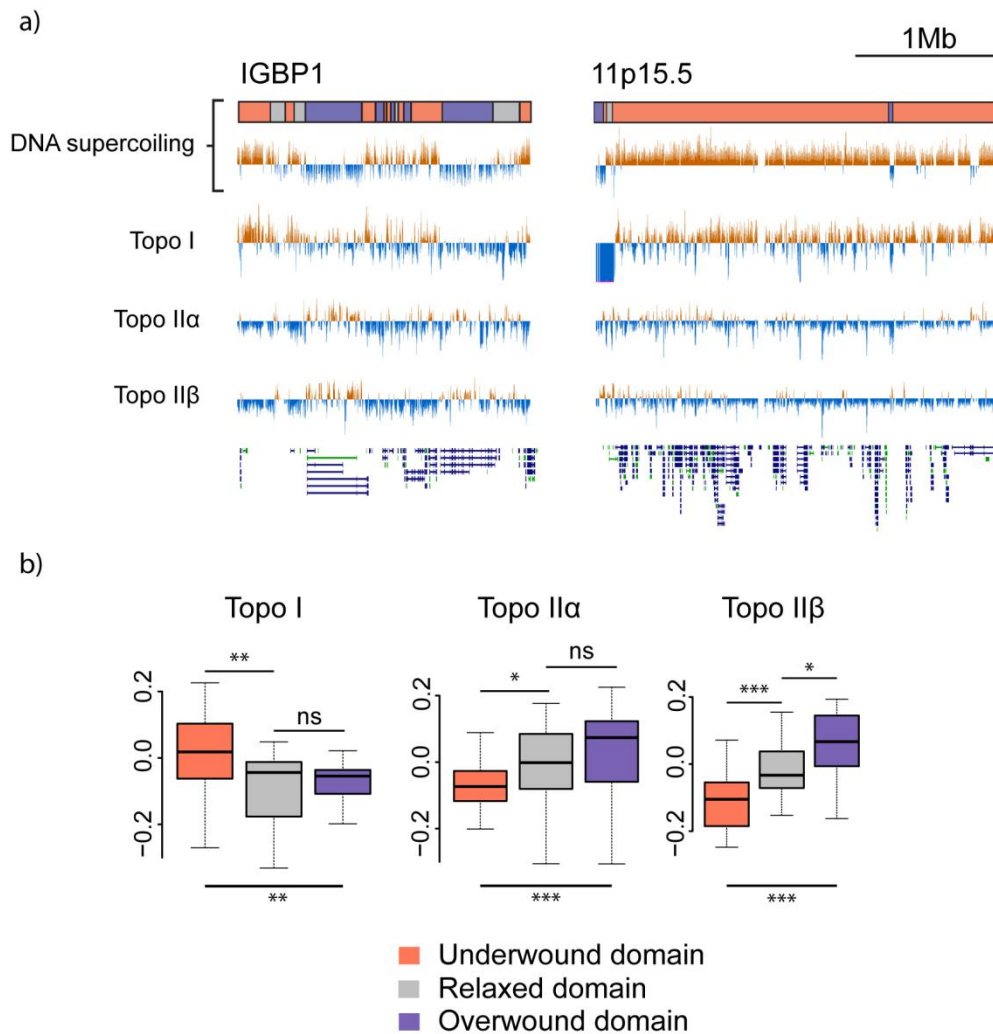 a)
1Mb
IGBP1
11p15.5
DNA supercoiling
Topo I
Topo IIα
Topo IIβ
b)
Topo I
Topo IIα
Topo IIβ
**
ns
*
ns
***
*
0.2
0.0
−0.2
0.2
0.0
−0.2
0.2
0.0
−0.2
**
***
***
Underwound domain
Relaxed domain
Overwound domain